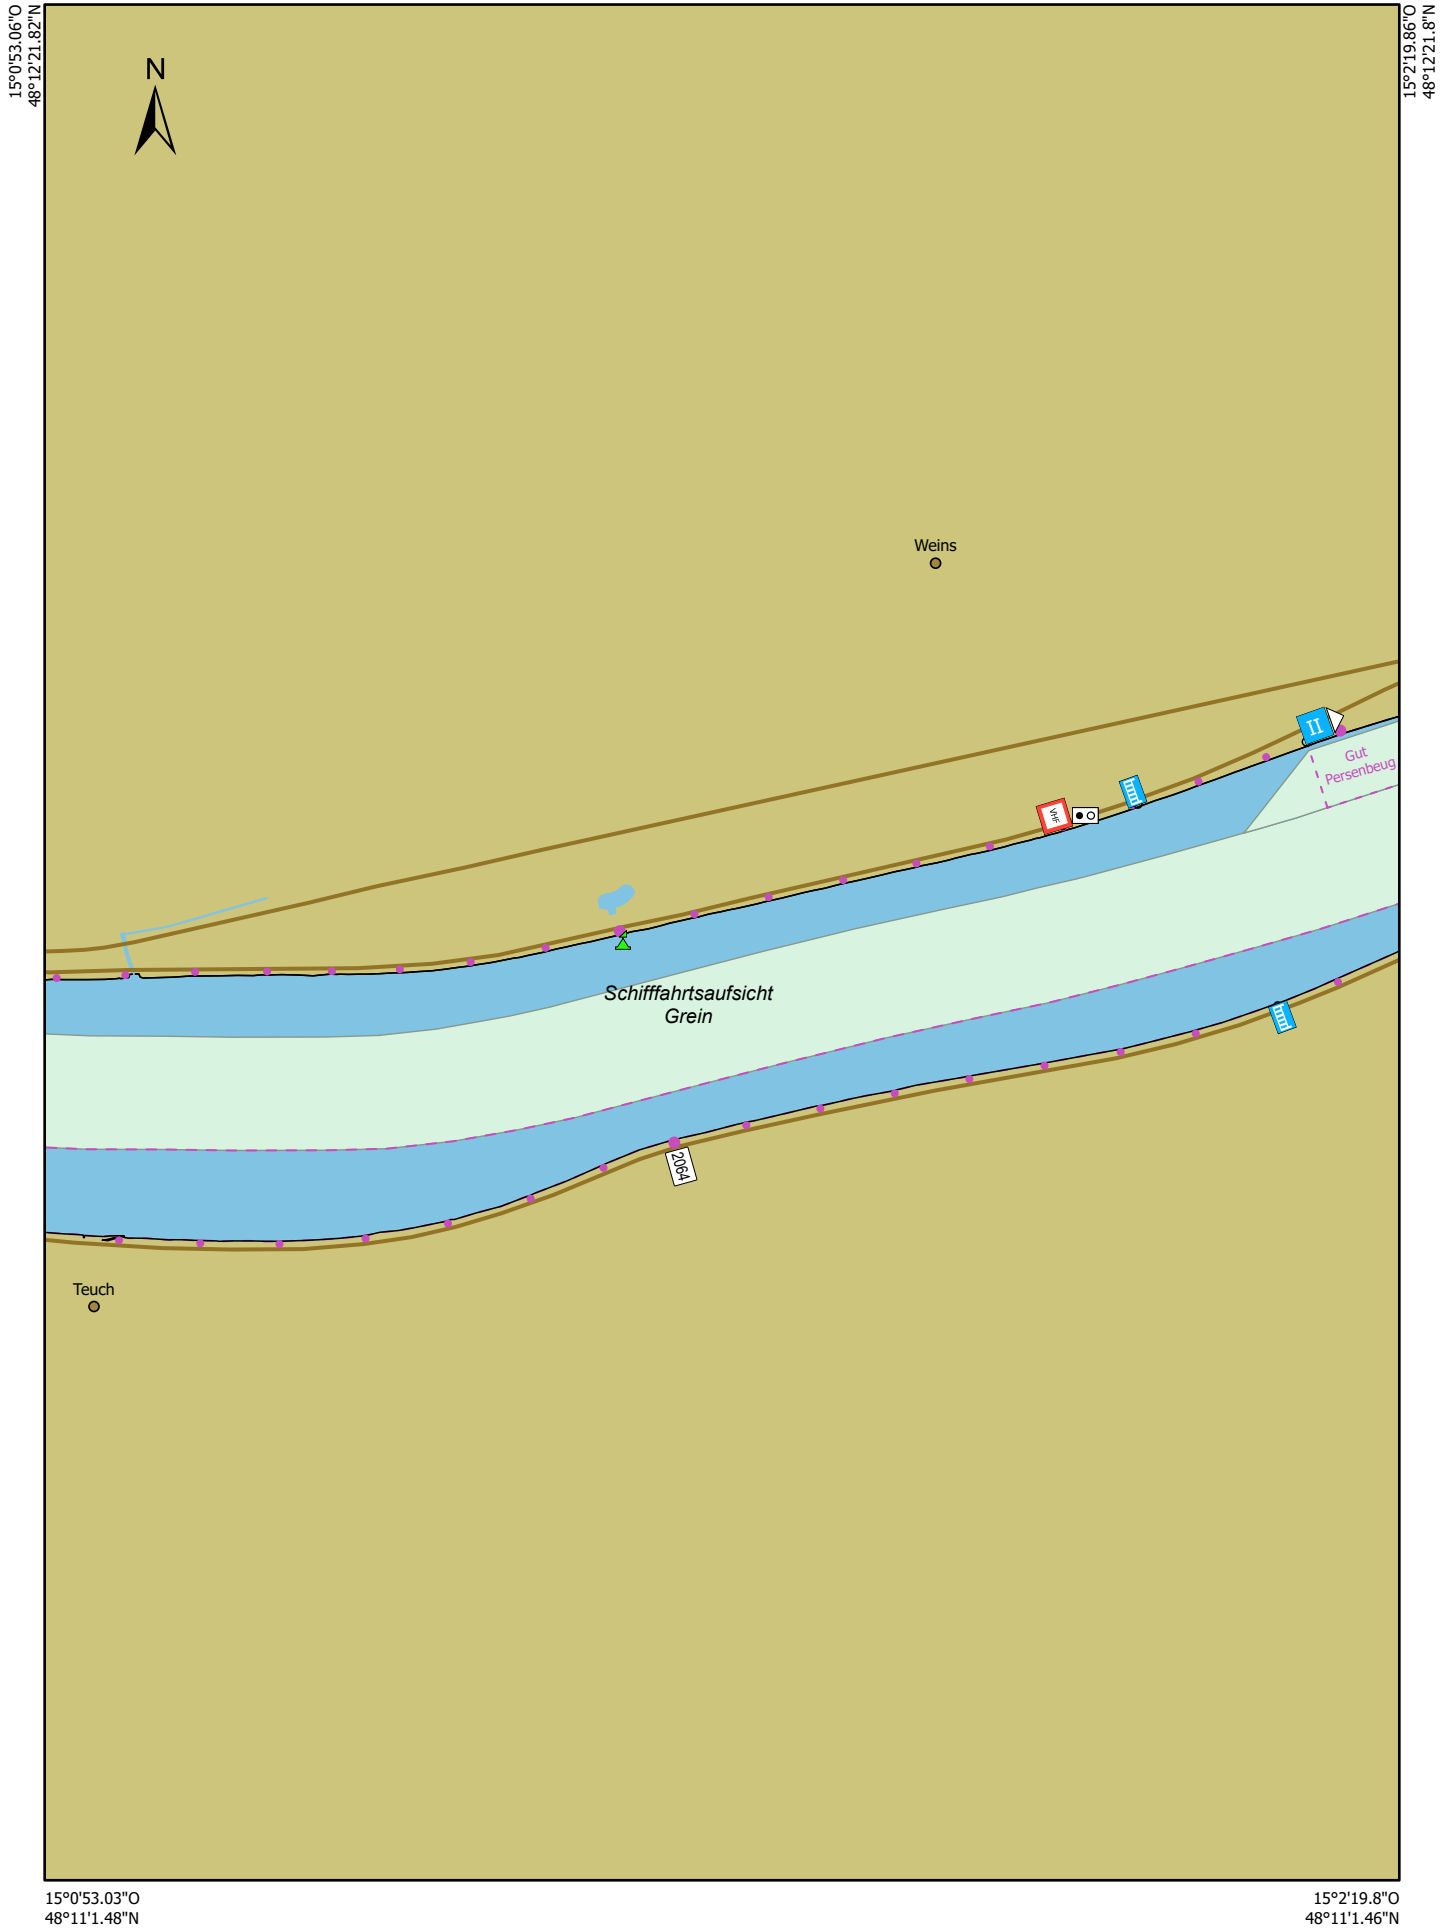 15°0'53.06"O
48°12'21.82"N
15°2'19.86"O
48°12'21.8"N
N
Weins
II
Gut
Persenbeug
VHF
Schifffahrtsaufsicht
Grein
2064
Teuch
15°0'53.03"O
48°11'1.48"N
15°2'19.8"O
48°11'1.46"N